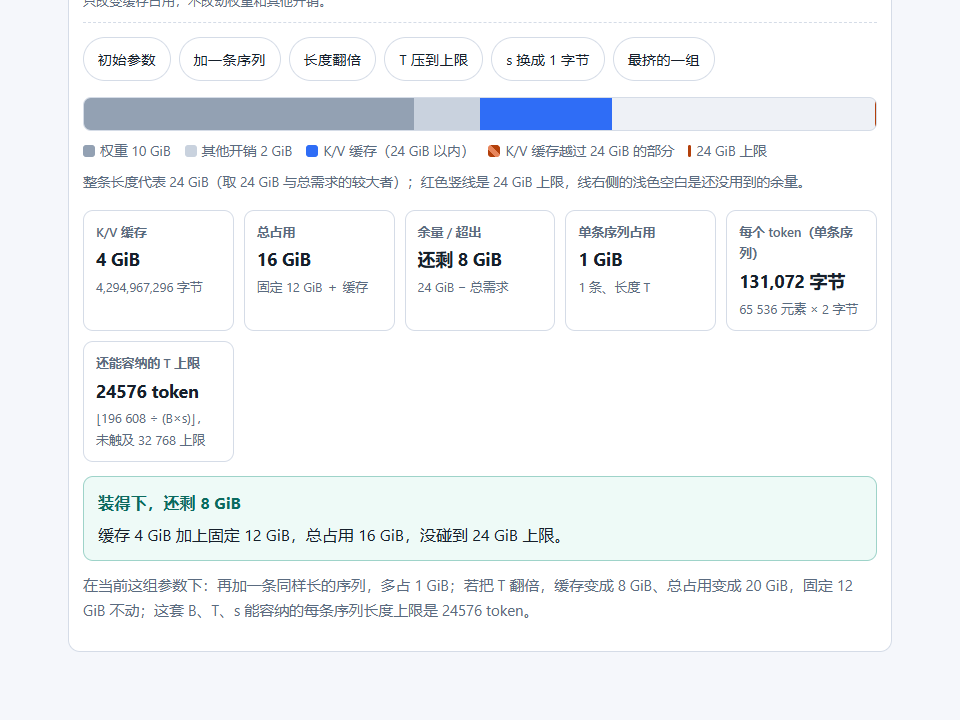 只改变缓存占用，不改动权重和其他开销。
初始参数
加一条序列
长度翻倍
T 压到上限
s 换成 1 字节
最挤的一组
权重 10 GiB
其他开销 2 GiB
K/V 缓存（24 GiB 以内）
K/V 缓存越过 24 GiB 的部分
24 GiB 上限
整条长度代表 24 GiB（取 24 GiB 与总需求的较大者）；红色竖线是 24 GiB 上限，线右侧的浅色空白是还没用到的余量。
K/V 缓存
4 GiB
4,294,967,296 字节
总占用
16 GiB
固定 12 GiB + 缓存
余量 / 超出
还剩 8 GiB
24 GiB − 总需求
单条序列占用
1 GiB
1 条、长度 T
每个 token（单条序
列）
131,072 字节
65 536 元素 × 2 字节
还能容纳的 T 上限
24576 token
⌊196 608 ÷ (B×s)⌋，
未触及 32 768 上限
装得下，还剩 8 GiB
缓存 4 GiB 加上固定 12 GiB，总占用 16 GiB，没碰到 24 GiB 上限。
在当前这组参数下：再加一条同样长的序列，多占 1 GiB；若把 T 翻倍，缓存变成 8 GiB、总占用变成 20 GiB，固定 12
GiB 不动；这套 B、T、s 能容纳的每条序列长度上限是 24576 token。